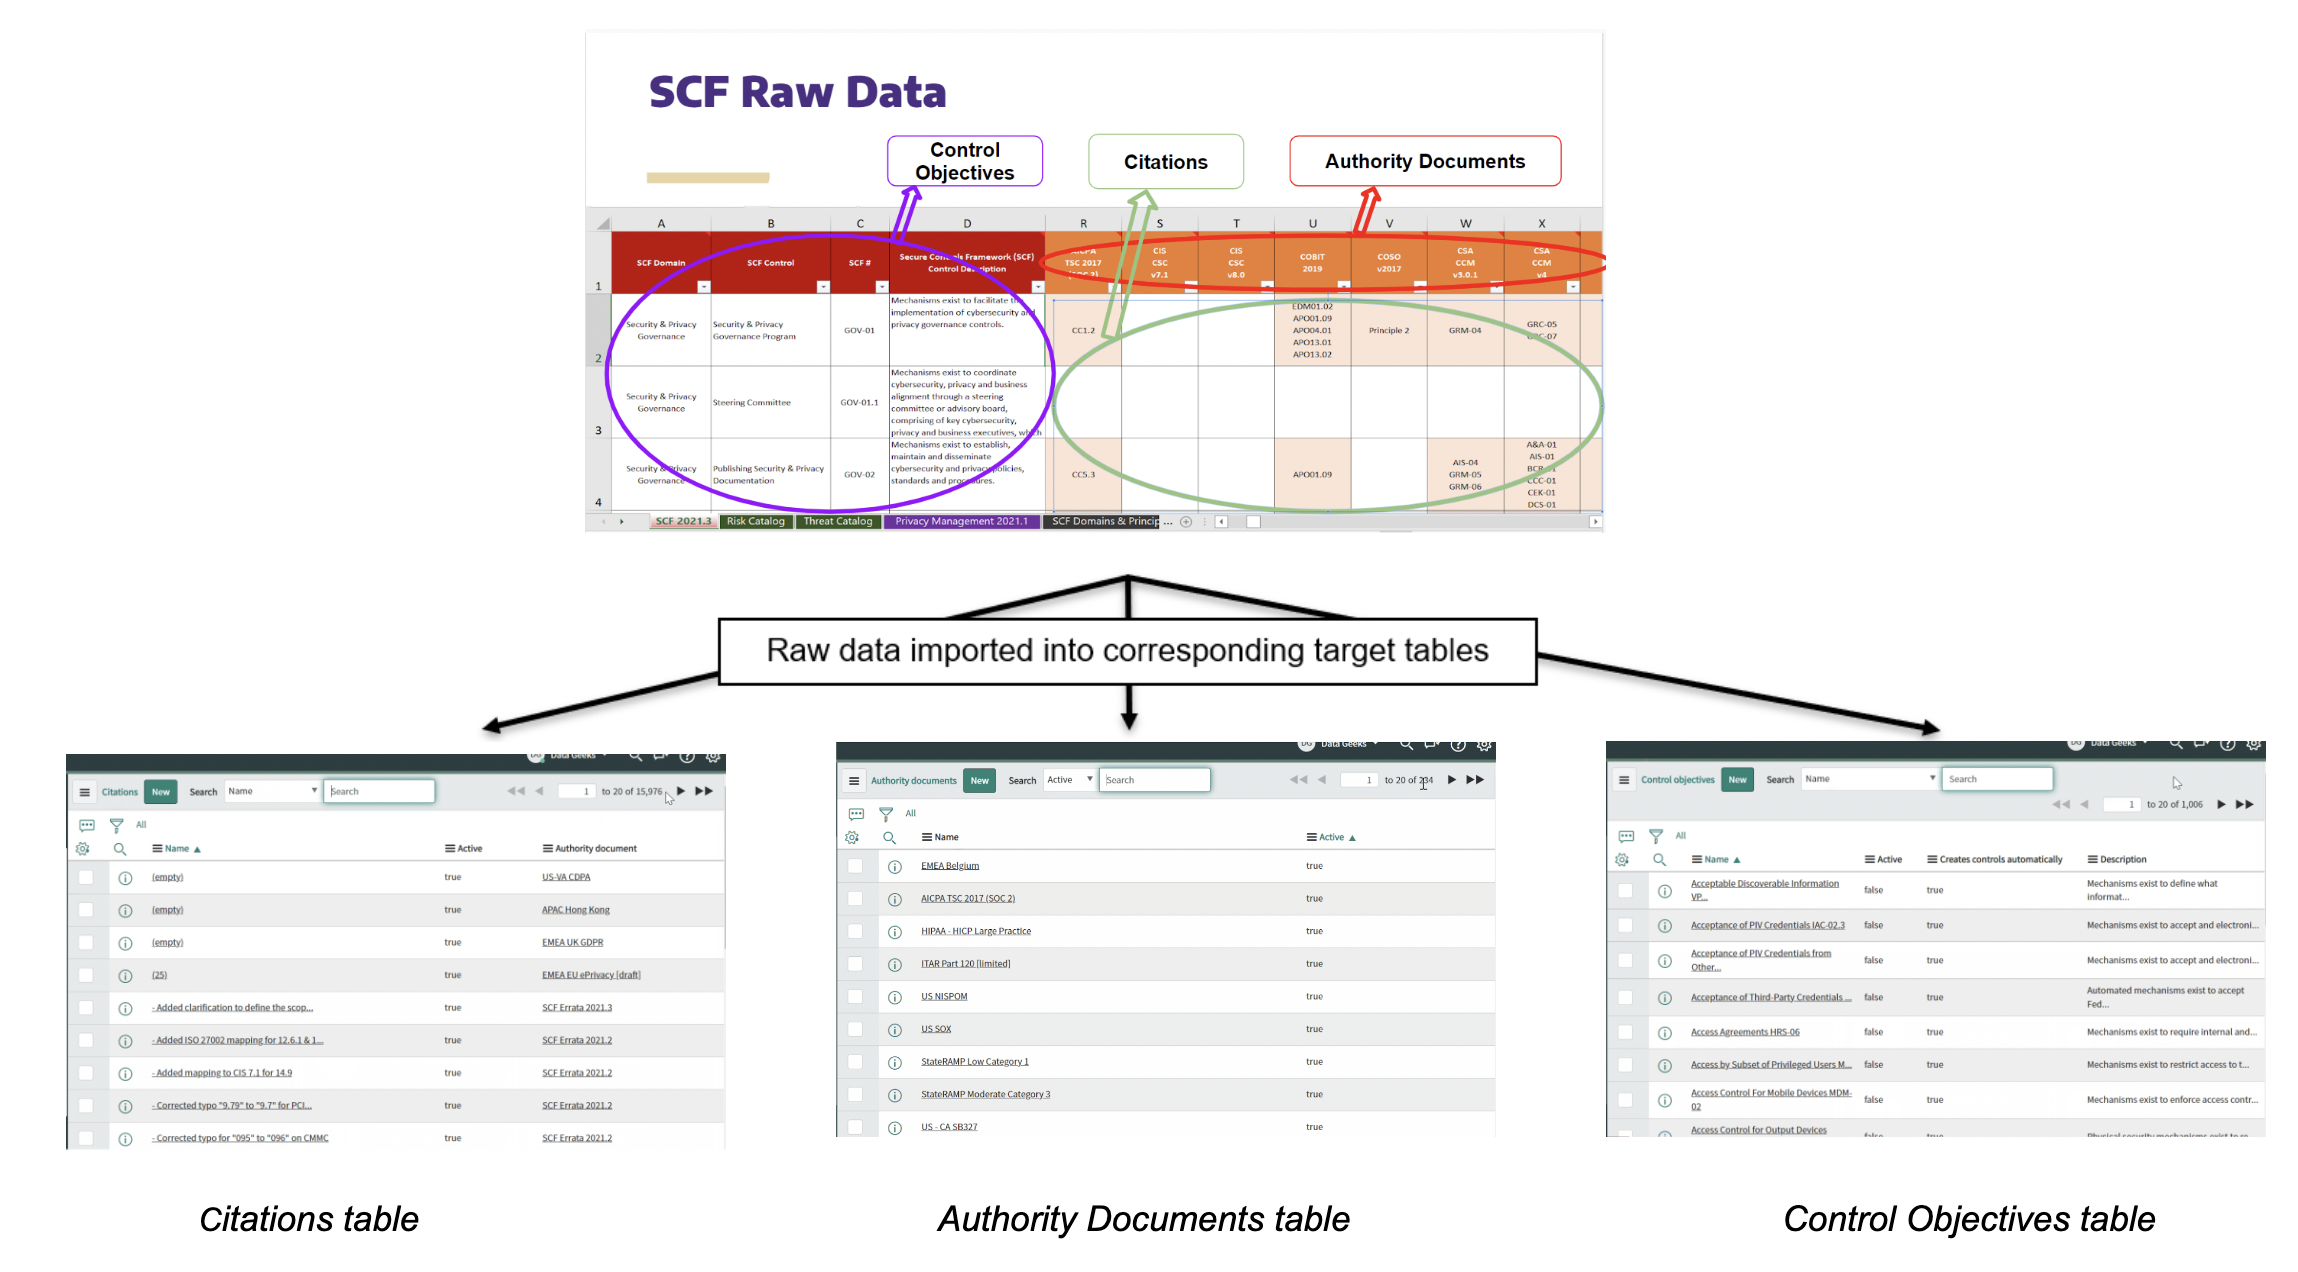 SCF Raw Data
Control
Objectives
Citations
Authority Documents
A B C D R S T U V W X
1
SCF Domain
SCF Control
SCF #
Secure Controls Framework (SCF)
Control Description
AICPA
TSC 2017
(SOC 2)
CIS
CSC
v7.1
CIS
CSC
v8.0
COBIT
2019
COSO
v2017
CSA
CCM
v3.0.1
CSA
CCM
v4
2
Security & Privacy
Governance
Security & Privacy
Governance Program
GOV-01
Mechanisms exist to facilitate the
implementation of cybersecurity and
privacy governance controls.
CC1.2
EDM01.02
APO01.09
APO04.01
APO13.01
APO13.02
Principle 2
GRM-04
GRC-05
-07
3
Security & Privacy
Governance
Steering Committee
GOV-01.1
Mechanisms exist to coordinate
cybersecurity, privacy and business
alignment through a steering
committee or advisory board,
comprising of key cybersecurity,
privacy and business executives, which
4
Security & Privacy
Governance
Publishing Security & Privacy
Documentation
GOV-02
Mechanisms exist to establish,
maintain and disseminate
cybersecurity and privacy policies,
standards and procedures.
CC5.3
APO01.09
AIS-04
GRM-05
GRM-06
A&A-01
AIS-01
BCR-01
CCC-01
CEK-01
DCS-01
SCF 2021.3 Risk Catalog Threat Catalog Privacy Management 2021.1 SCF Domains & Princip ...
Raw data imported into corresponding target tables
DG Data Geeks
Citations New Search Name Search 1 to 20 of 15,976
All
Name Active Authority document
(empty) true US-VA CDPA
(empty) true APAC Hong Kong
(empty) true EMEA UK GDPR
(25) true EMEA EU ePrivacy [draft]
- Added clarification to define the scop... true SCF Errata 2021.3
- Added ISO 27002 mapping for 12.6.1 & 1... true SCF Errata 2021.2
- Added mapping to CIS 7.1 for 14.9 true SCF Errata 2021.2
- Corrected typo "9.79" to "9.7" for PCI... true SCF Errata 2021.2
- Corrected typo for "095" to "096" on CMMC true SCF Errata 2021.2
Citations table
DG Data Geeks
Authority documents New Search Active Search 1 to 20 of 234
All
Name Active
EMEA Belgium true
AICPA TSC 2017 (SOC 2) true
HIPAA - HICP Large Practice true
ITAR Part 120 [limited] true
US NISPOM true
US SOX true
StateRAMP Low Category 1 true
StateRAMP Moderate Category 3 true
US - CA SB327 true
Authority Documents table
DG Data Geeks
Control objectives New Search Name Search
1 to 20 of 1,006
All
Name Active Creates controls automatically Description
Acceptable Discoverable Information
VP... false true Mechanisms exist to define what
informat...
Acceptance of PIV Credentials IAC-02.3 false true Mechanisms exist to accept and electroni...
Acceptance of PIV Credentials from
Other... false true Mechanisms exist to accept and electroni...
Acceptance of Third-Party Credentials ... false true Automated mechanisms exist to accept
Fed...
Access Agreements HRS-06 false true Mechanisms exist to require internal and...
Access by Subset of Privileged Users M... false true Mechanisms exist to restrict access to t...
Access Control For Mobile Devices MDM-
02 false true Mechanisms exist to enforce access contr...
Access Control for Output Devices
Control Objectives table